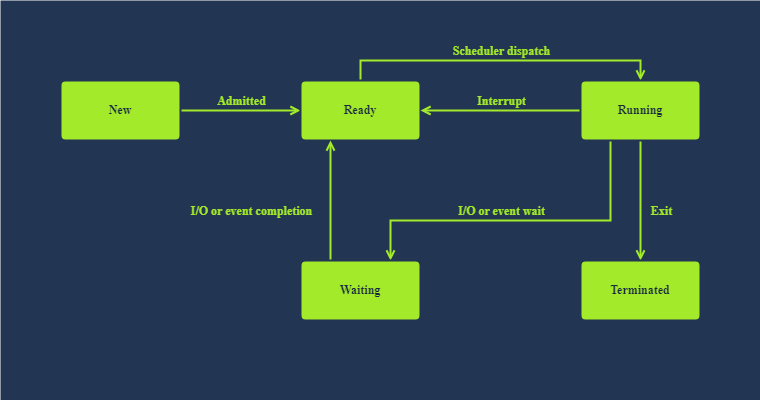 Scheduler dispatch
New
Admitted
Ready
Interrupt
Running
I/O or event completion
I/O or event wait
Exit
Waiting
Terminated